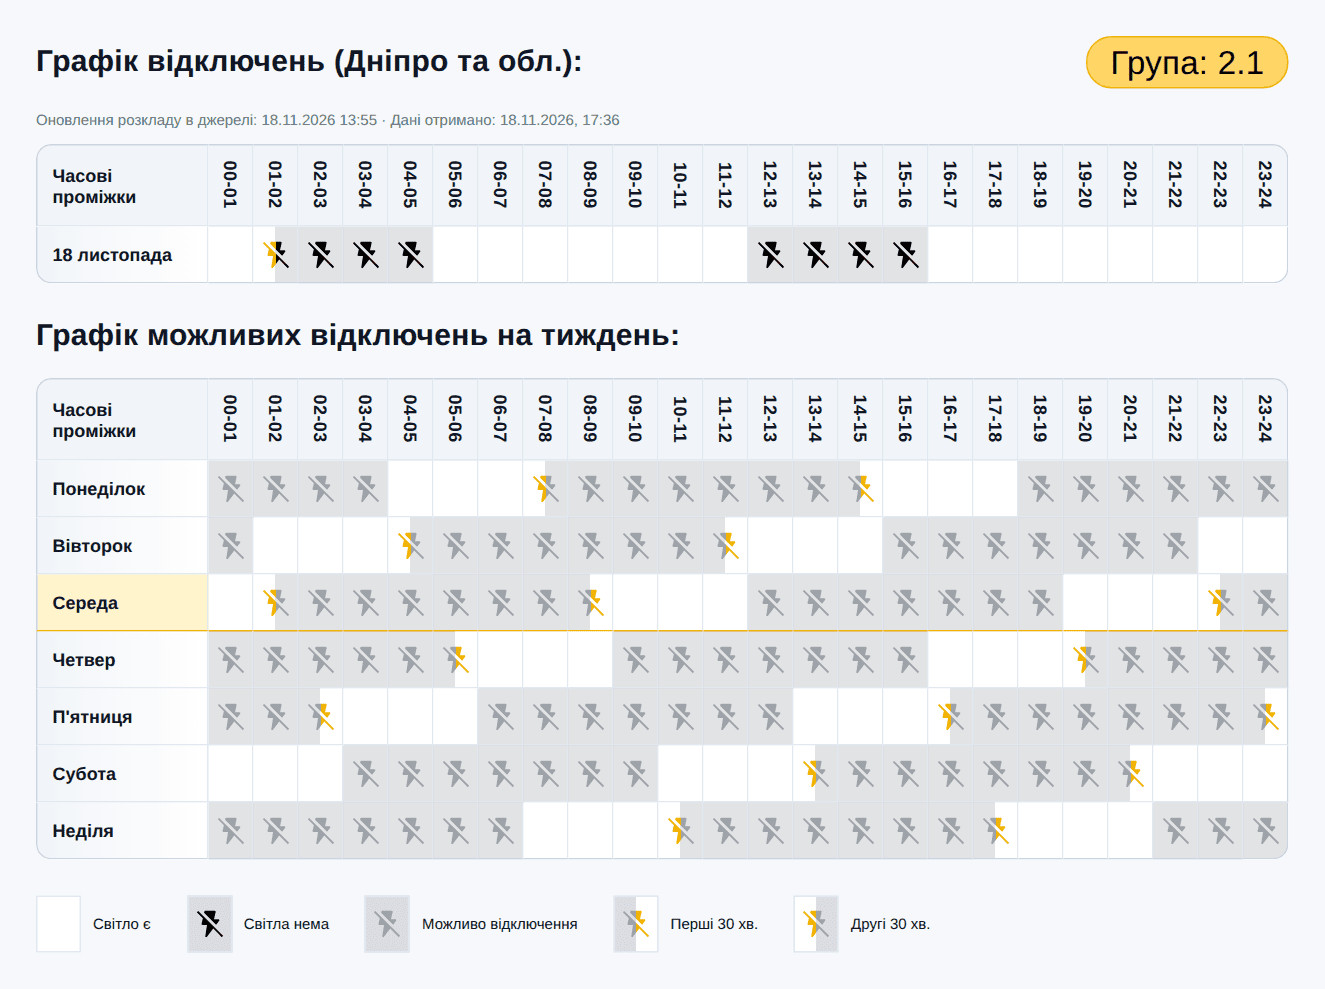 Графік відключень (Дніпро та обл.):
Група: 2.1
Оновлення розкладу в джерелі: 18.11.2026 13:55 · Дані отримано: 18.11.2026, 17:36
Часові проміжки 00-01 01-02 02-03 03-04 04-05 05-06 06-07 07-08 08-09 09-10 10-11 11-12 12-13 13-14 14-15 15-16 16-17 17-18 18-19 19-20 20-21 21-22 22-23 23-24
18 листопада
Графік можливих відключень на тиждень:
Часові проміжки 00-01 01-02 02-03 03-04 04-05 05-06 06-07 07-08 08-09 09-10 10-11 11-12 12-13 13-14 14-15 15-16 16-17 17-18 18-19 19-20 20-21 21-22 22-23 23-24
Понеділок
Вівторок
Середа
Четвер
П'ятниця
Субота
Неділя
Світло є Світла нема Можливо відключення Перші 30 хв. Другі 30 хв.